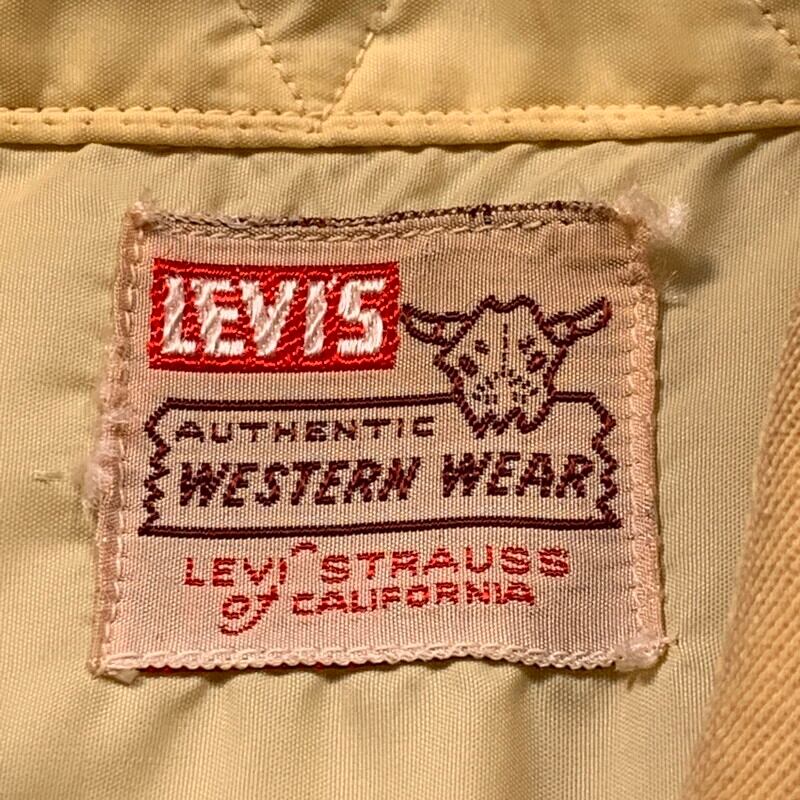 LEVI'S
AUTHENTIC
WESTERN WEAR
LEVI STRAUSS
of CALIFORNIA